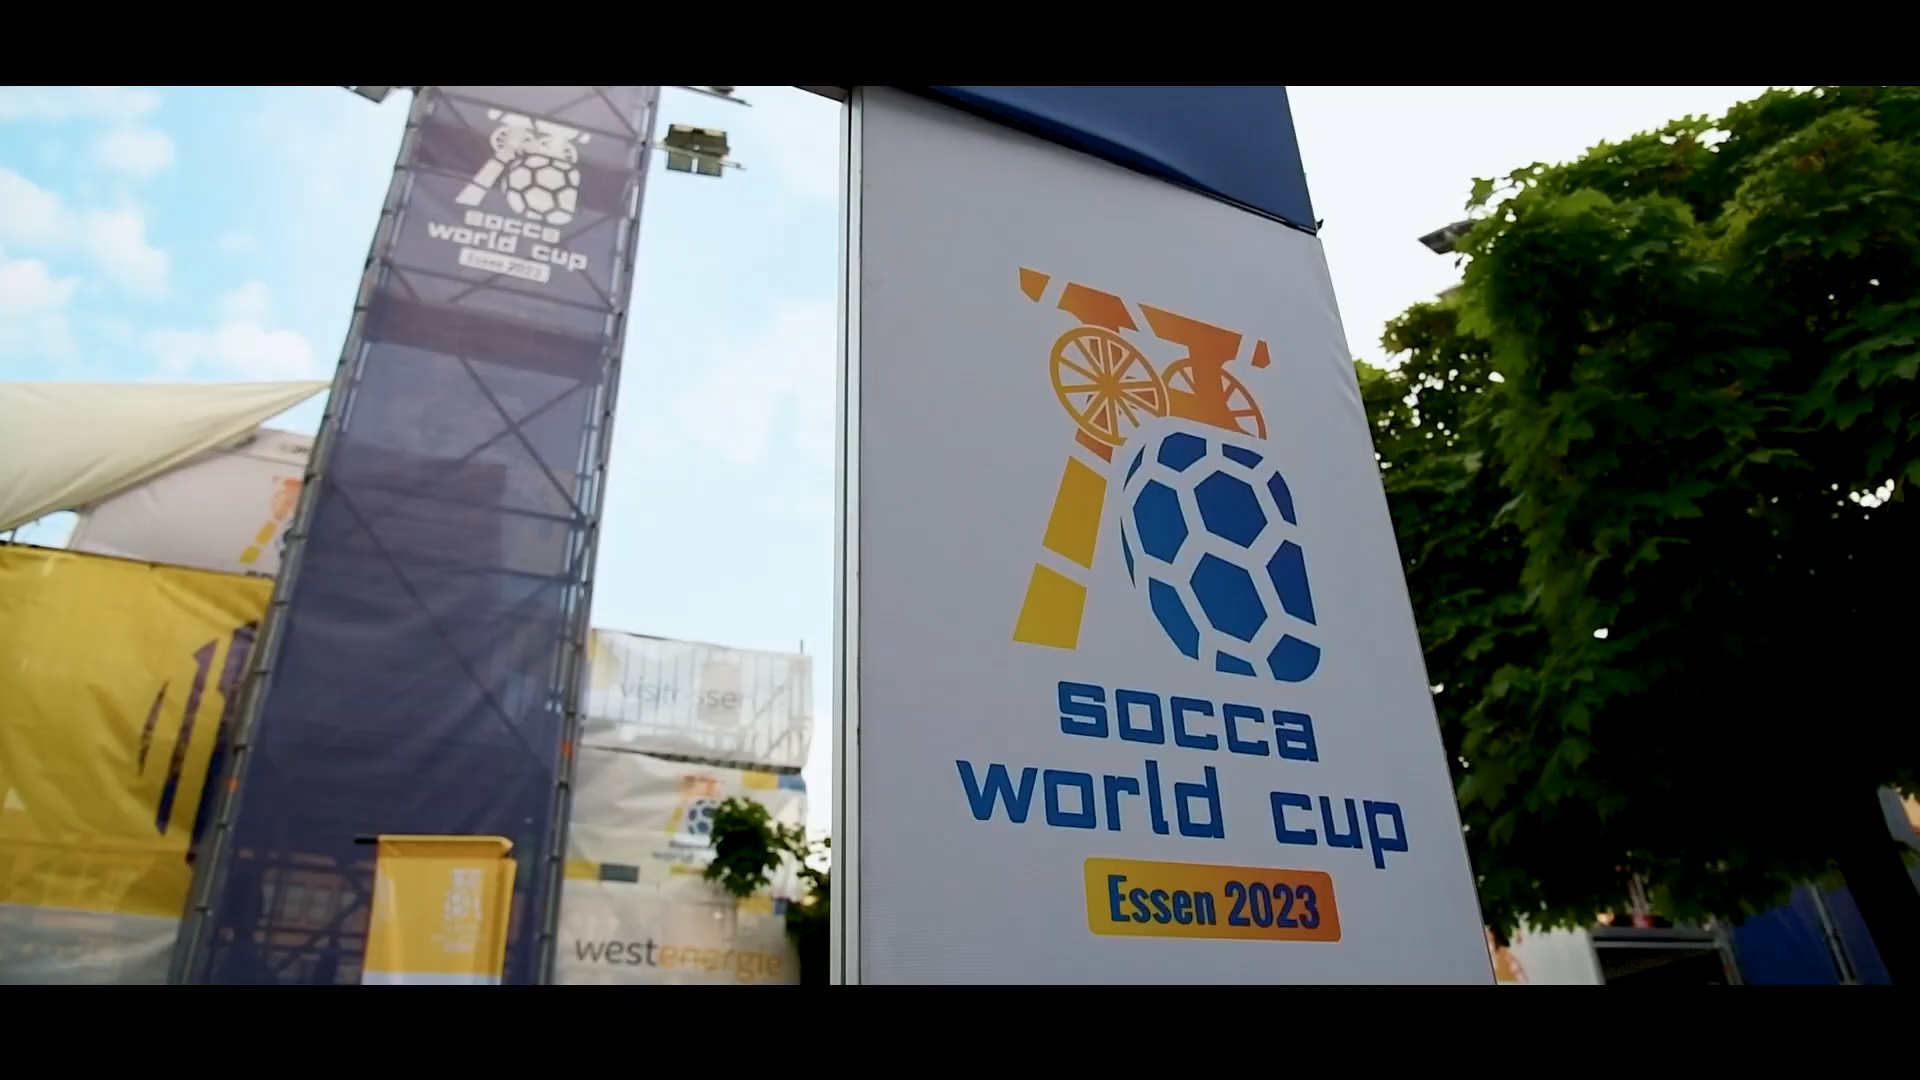 socca
world cup
Essen 2023
socca
world cup
Essen 2023
westenergie